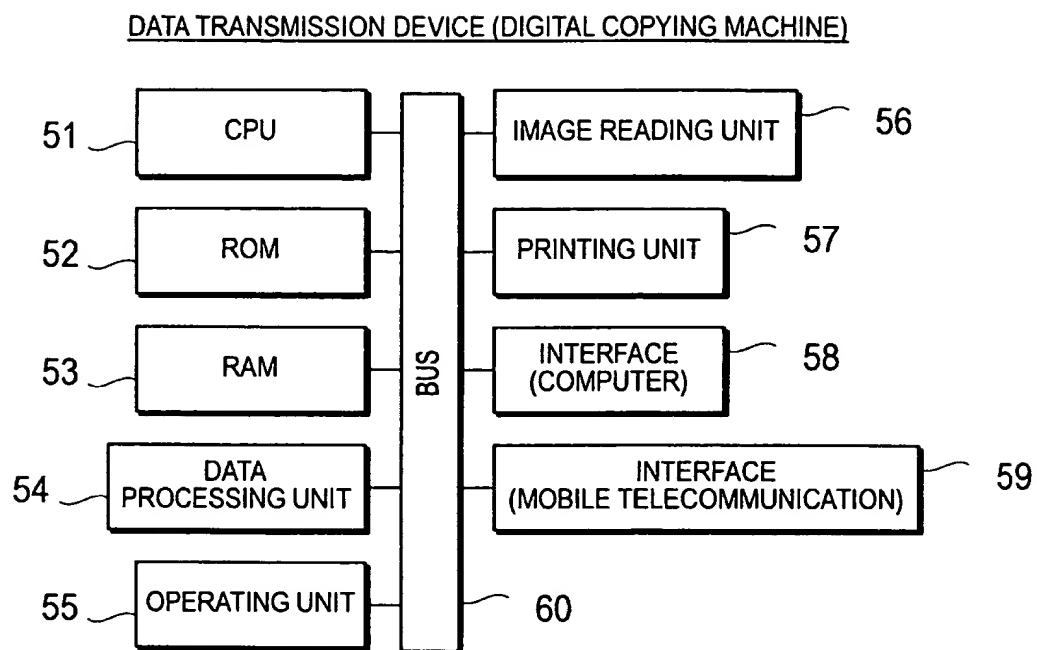 DATA TRANSMISSION DEVICE (DIGITAL COPYING MACHINE)
51
CPU
IMAGE READING UNIT
56
52
ROM
PRINTING UNIT
57
53
RAM
BUS
INTERFACE
(COMPUTER)
58
54
DATA
PROCESSING UNIT
INTERFACE
(MOBILE TELECOMMUNICATION)
59
55
OPERATING UNIT
60